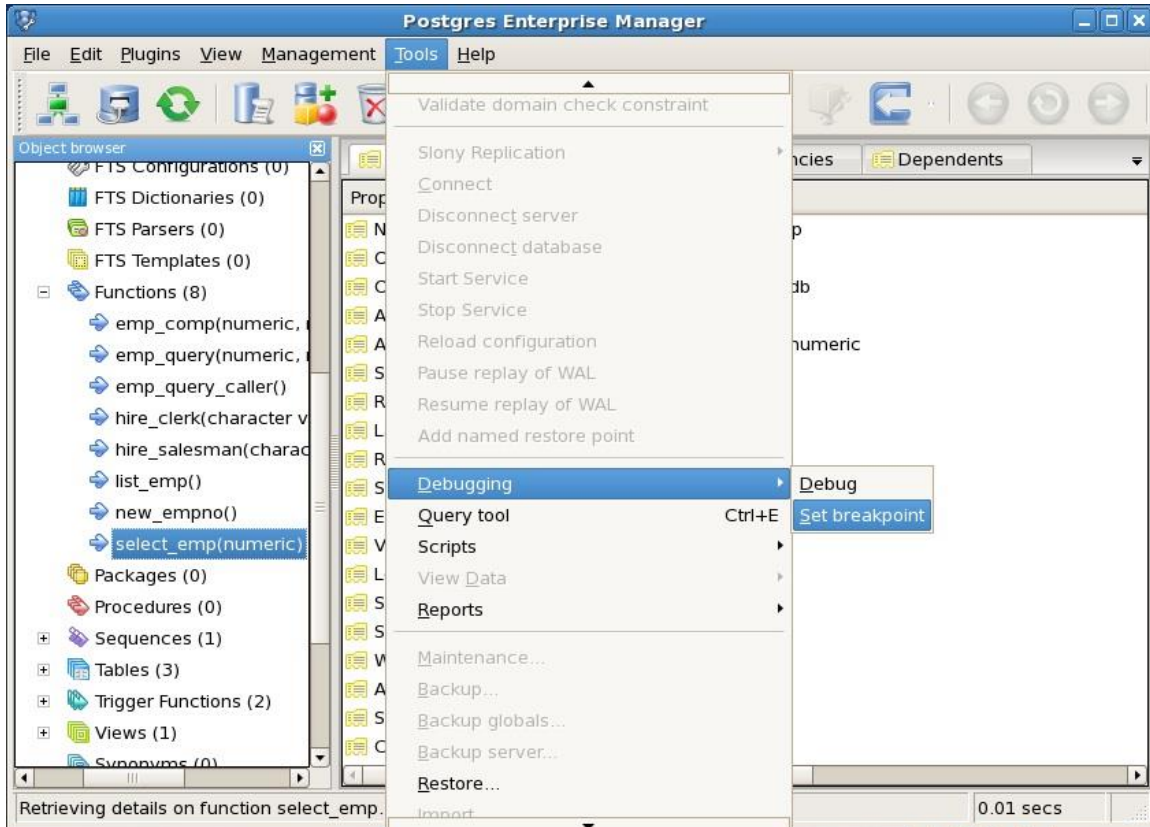 Postgres Enterprise Manager
File Edit Plugins View Management Tools Help
Object browser
FTS Configurations (0)
FTS Dictionaries (0)
FTS Parsers (0)
FTS Templates (0)
Functions (8)
emp_comp(numeric,
emp_query(numeric,
emp_query_caller()
hire_clerk(character v
hire_salesman(charac
list_emp()
new_empno()
select_emp(numeric)
Packages (0)
Procedures (0)
Sequences (1)
Tables (3)
Trigger Functions (2)
Views (1)
Synonyms (0)
ncies Dependents
Prop
N
p
O
C
db
A
A
numeric
S
R
L
R
S
E
V
L
S
S
W
A
S
C
Validate domain check constraint
Slony Replication
Connect
Disconnect server
Disconnect database
Start Service
Stop Service
Reload configuration
Pause replay of WAL
Resume replay of WAL
Add named restore point
Debugging
Query tool Ctrl+E
Scripts
View Data
Reports
Maintenance...
Backup...
Backup globals...
Backup server...
Restore...
Import
Debug
Set breakpoint
Retrieving details on function select_emp.
0.01 secs